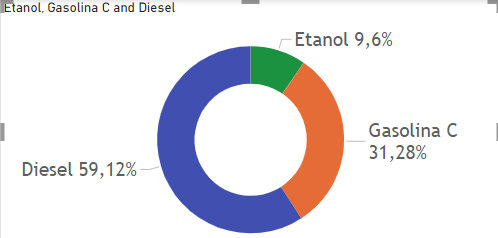 Etanol, Gasolina C and Diesel
Etanol 9,6%
Gasolina C
31,28%
Diesel 59,12%